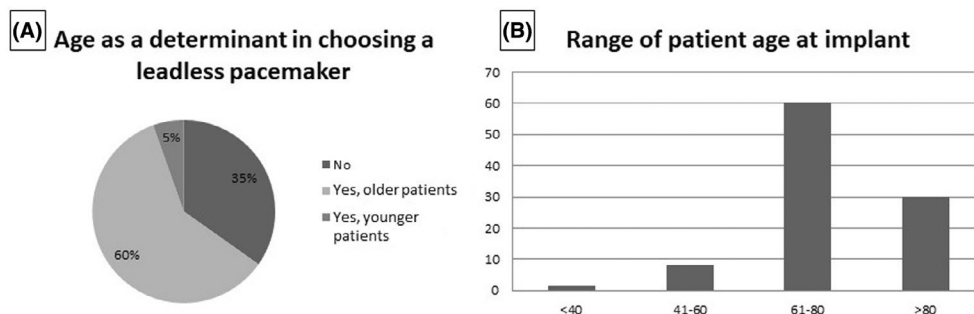 (A)
Age as a determinant in choosing a
leadless pacemaker
5%
35%
60%
No
Yes, older patients
Yes, younger
patients
(B)
Range of patient age at implant
70
60
50
40
30
20
10
0
<40 41-60 61-80 >80